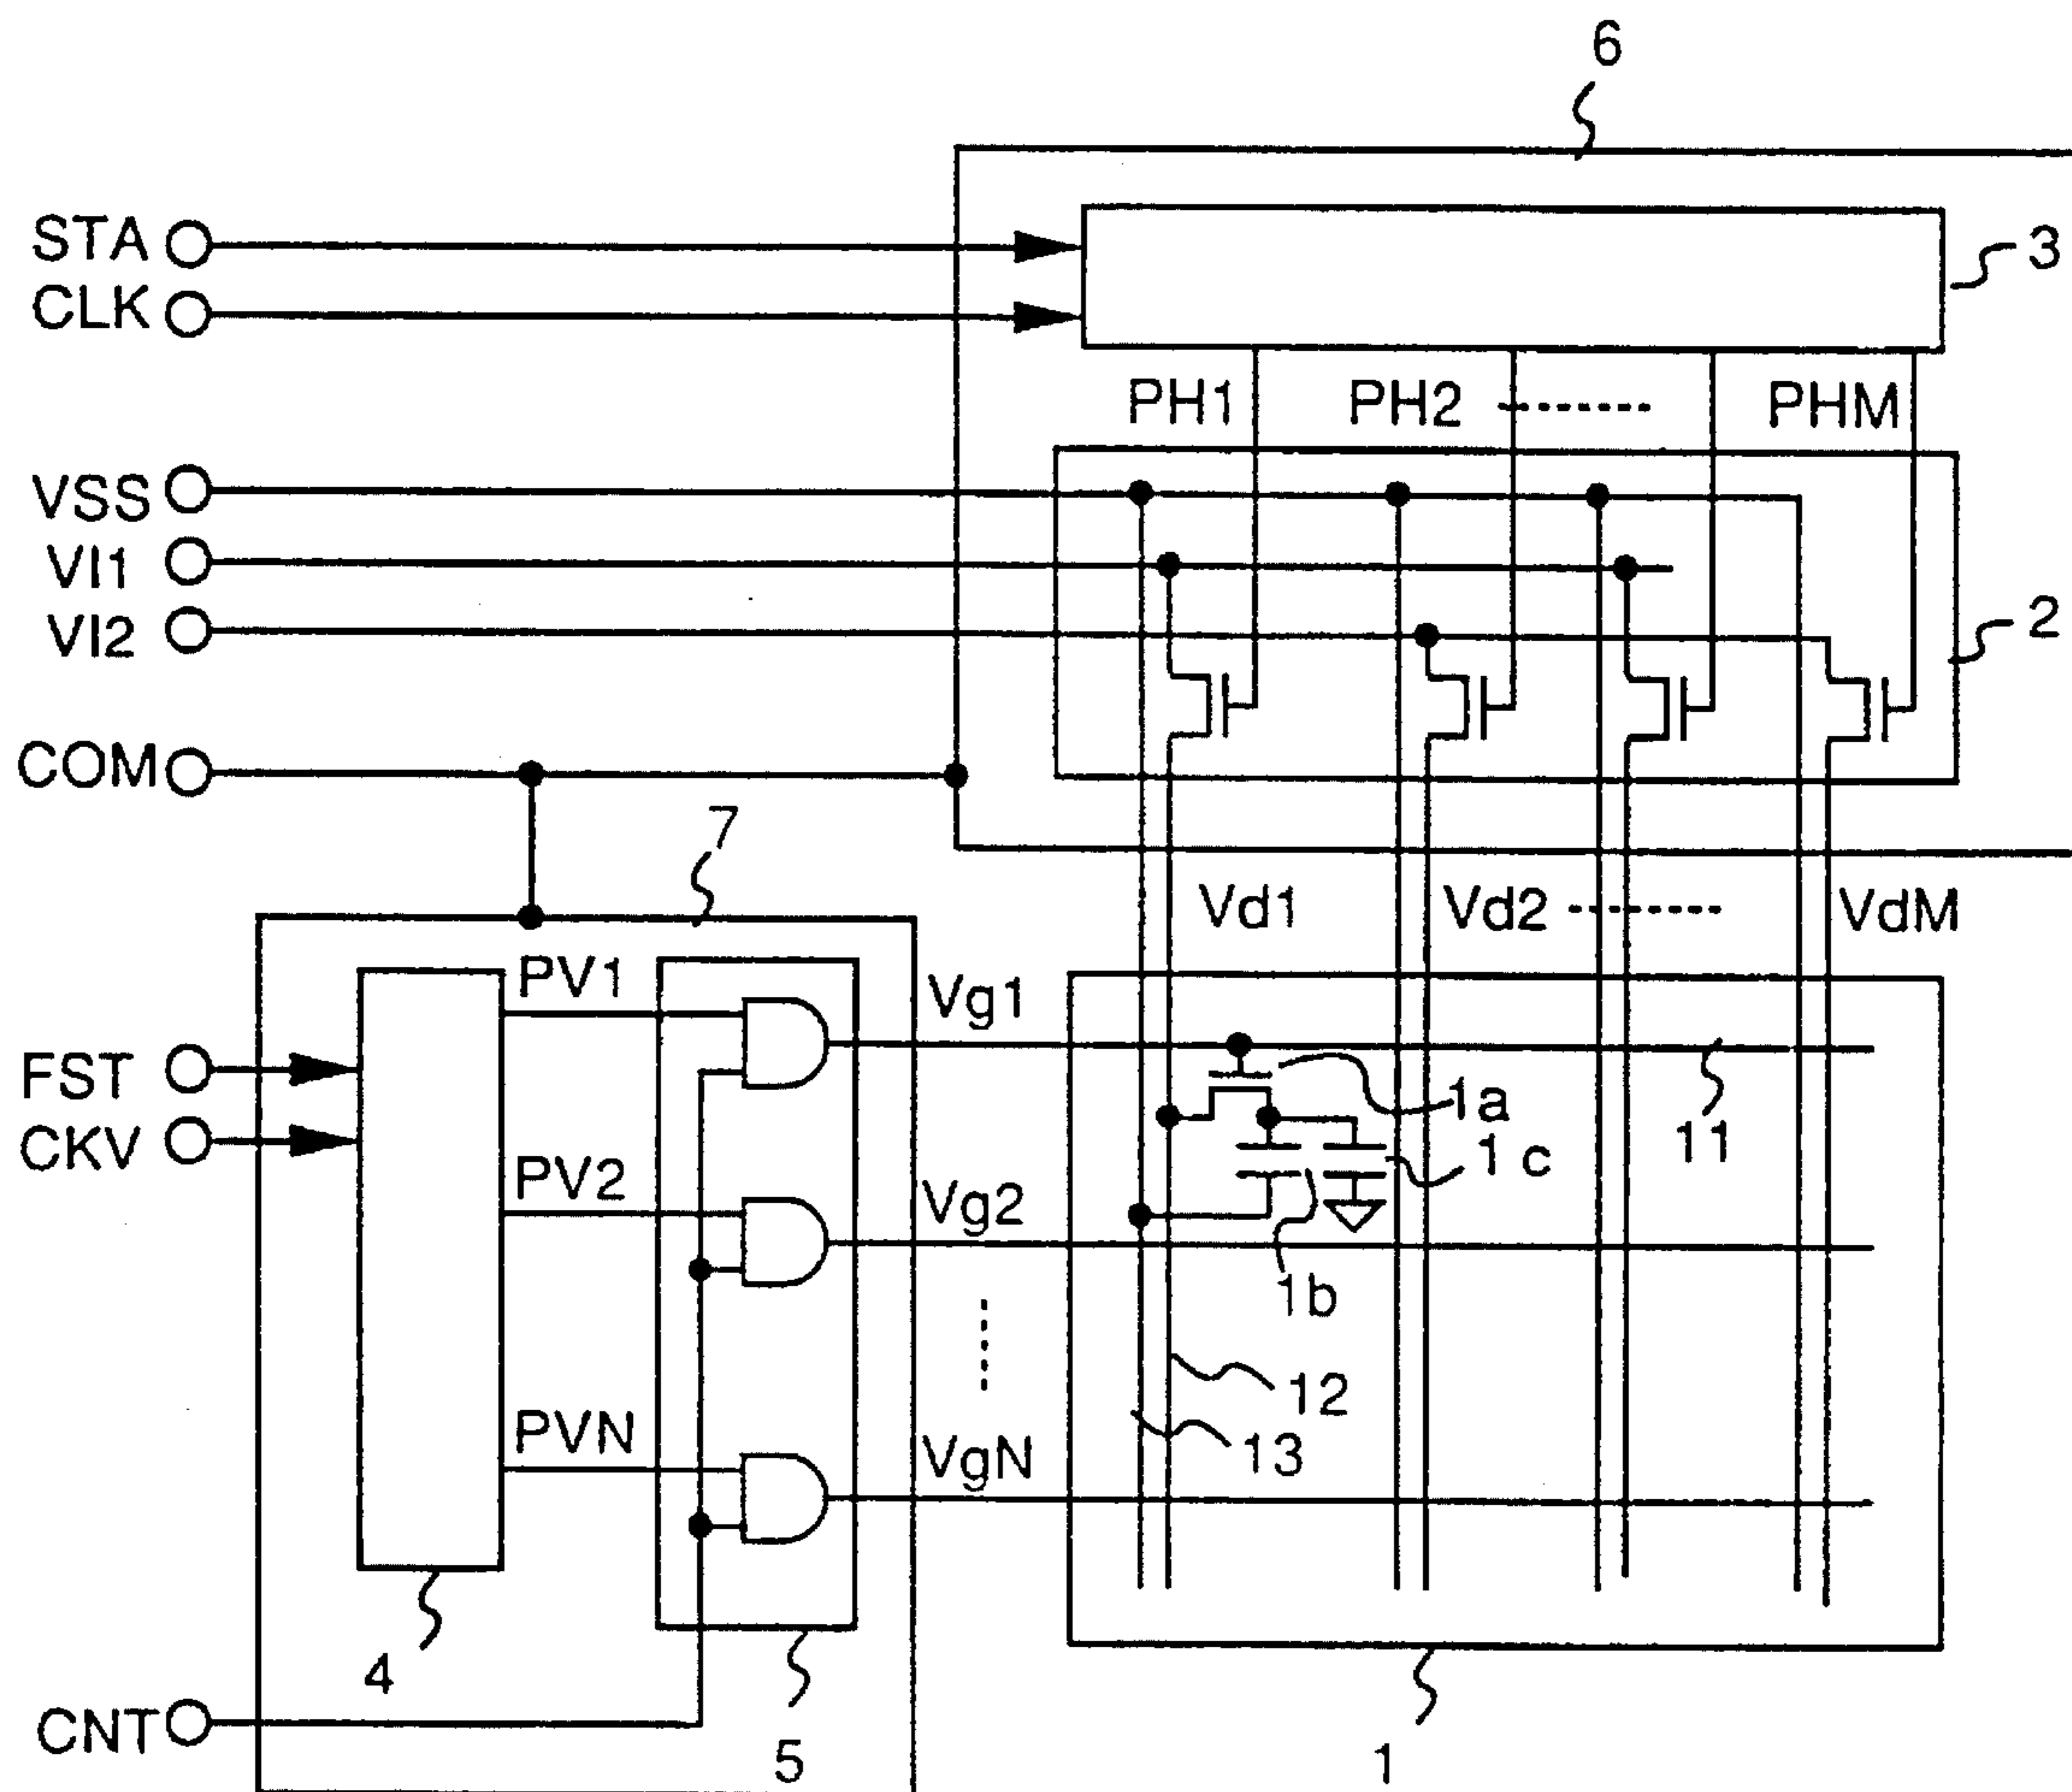 6
STA
3
CLK
PH1 PH2 PHM
VSS
VI1
VI2
2
COM
7
Vd1 Vd2 VdM
PV1
Vg1
FST
1a
CKV
11
1c
PV2
Vg2
1b
12
PVN
13
VgN
4
CNT
5
1